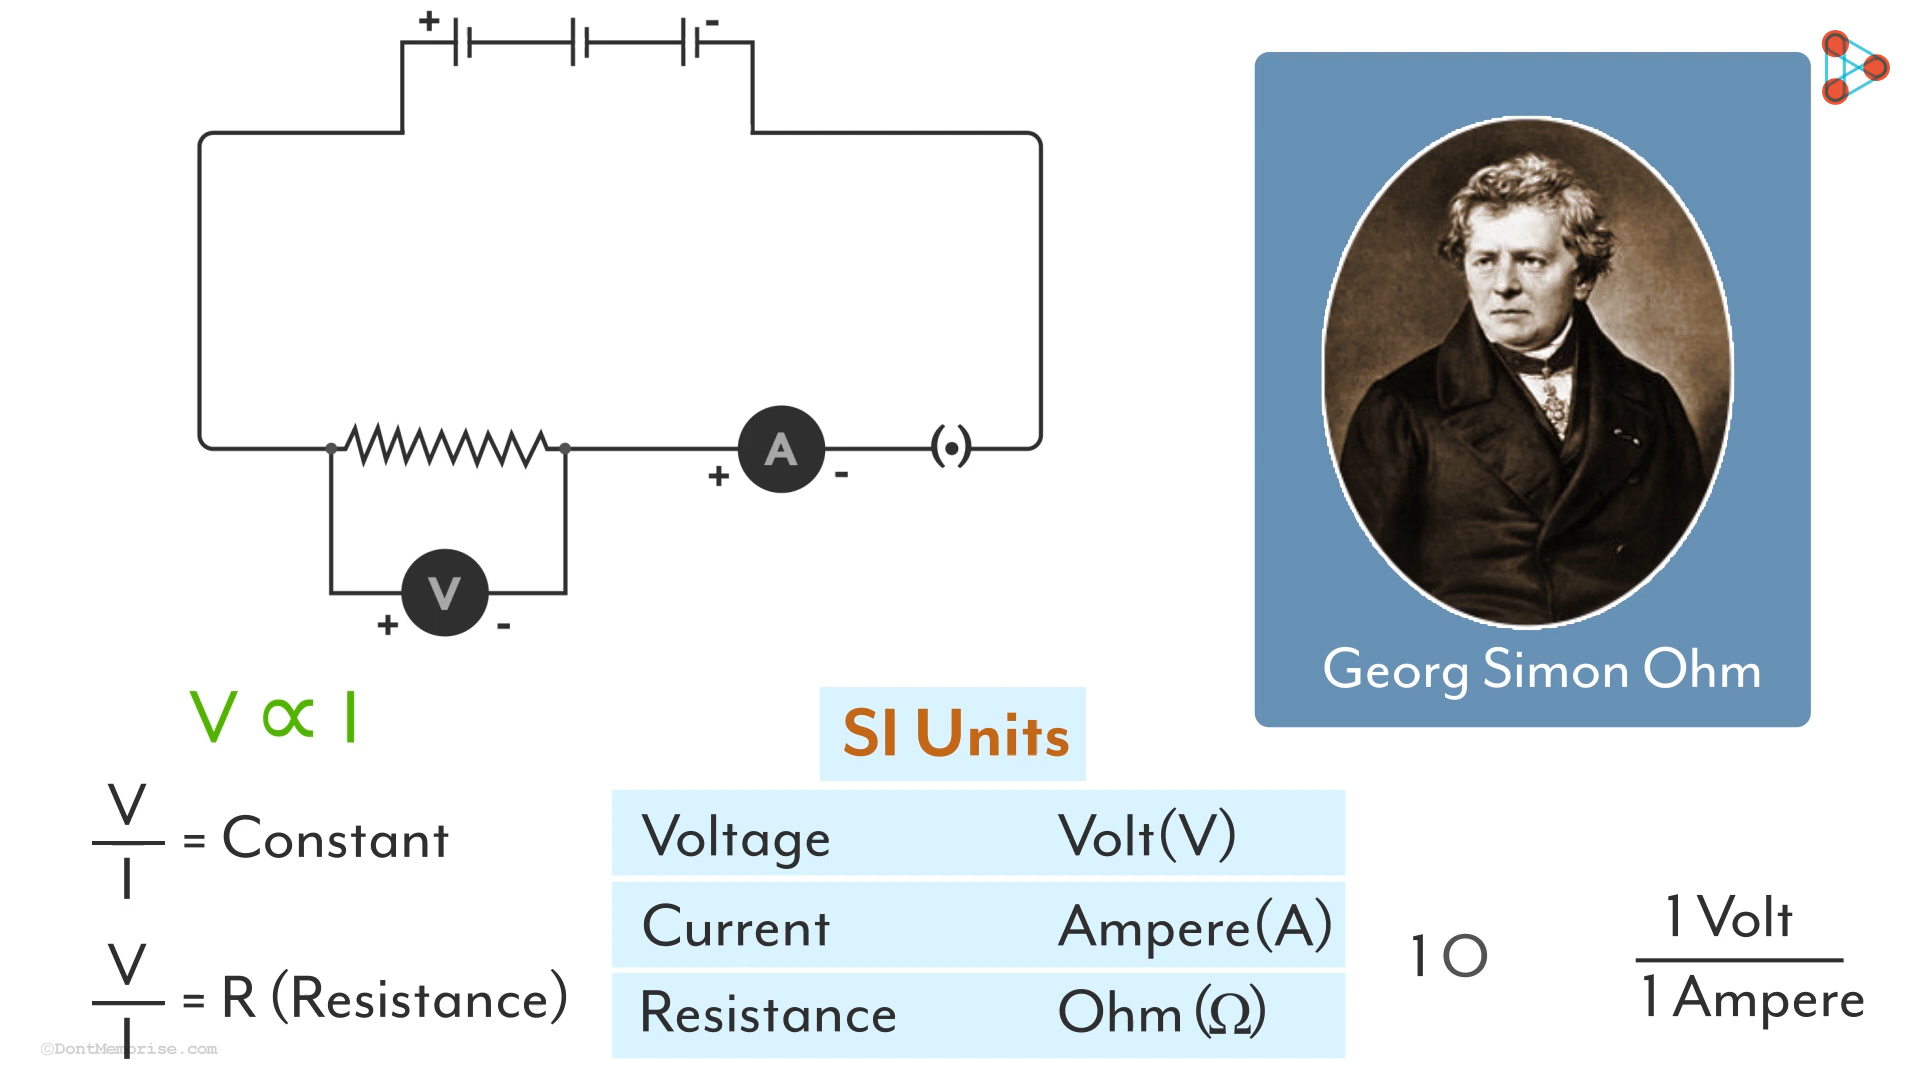 + -
A
+ -
V
+ -
Georg Simon Ohm
V ∝ I
V
I
= Constant
V
I
= R (Resistance)
SI Units
Voltage Volt(V)
Current Ampere(A)
Resistance Ohm (Ω)
1 O
1 Volt
1 Ampere
©DontMemorise.com